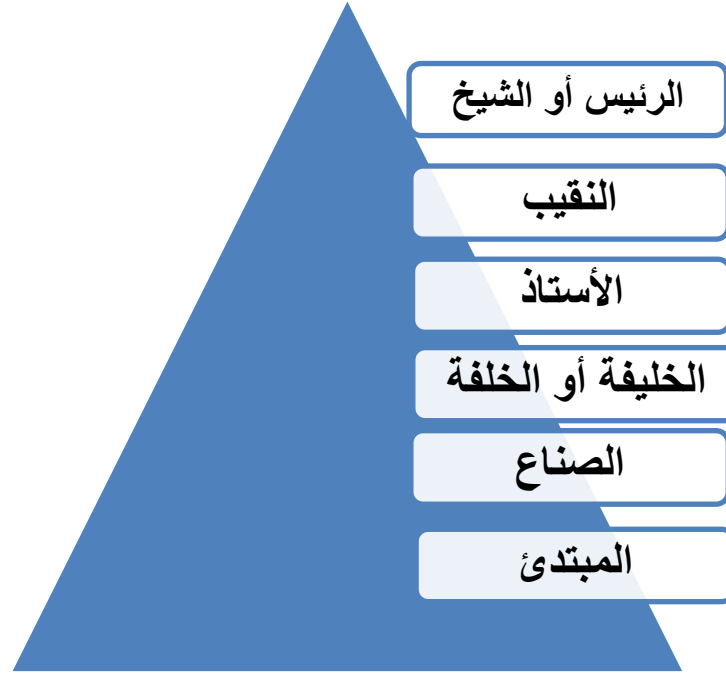 الرئيس أو الشيخ
النقيب
الأستاذ
الخليفة أو الخلفة
الصناع
المبتدئ